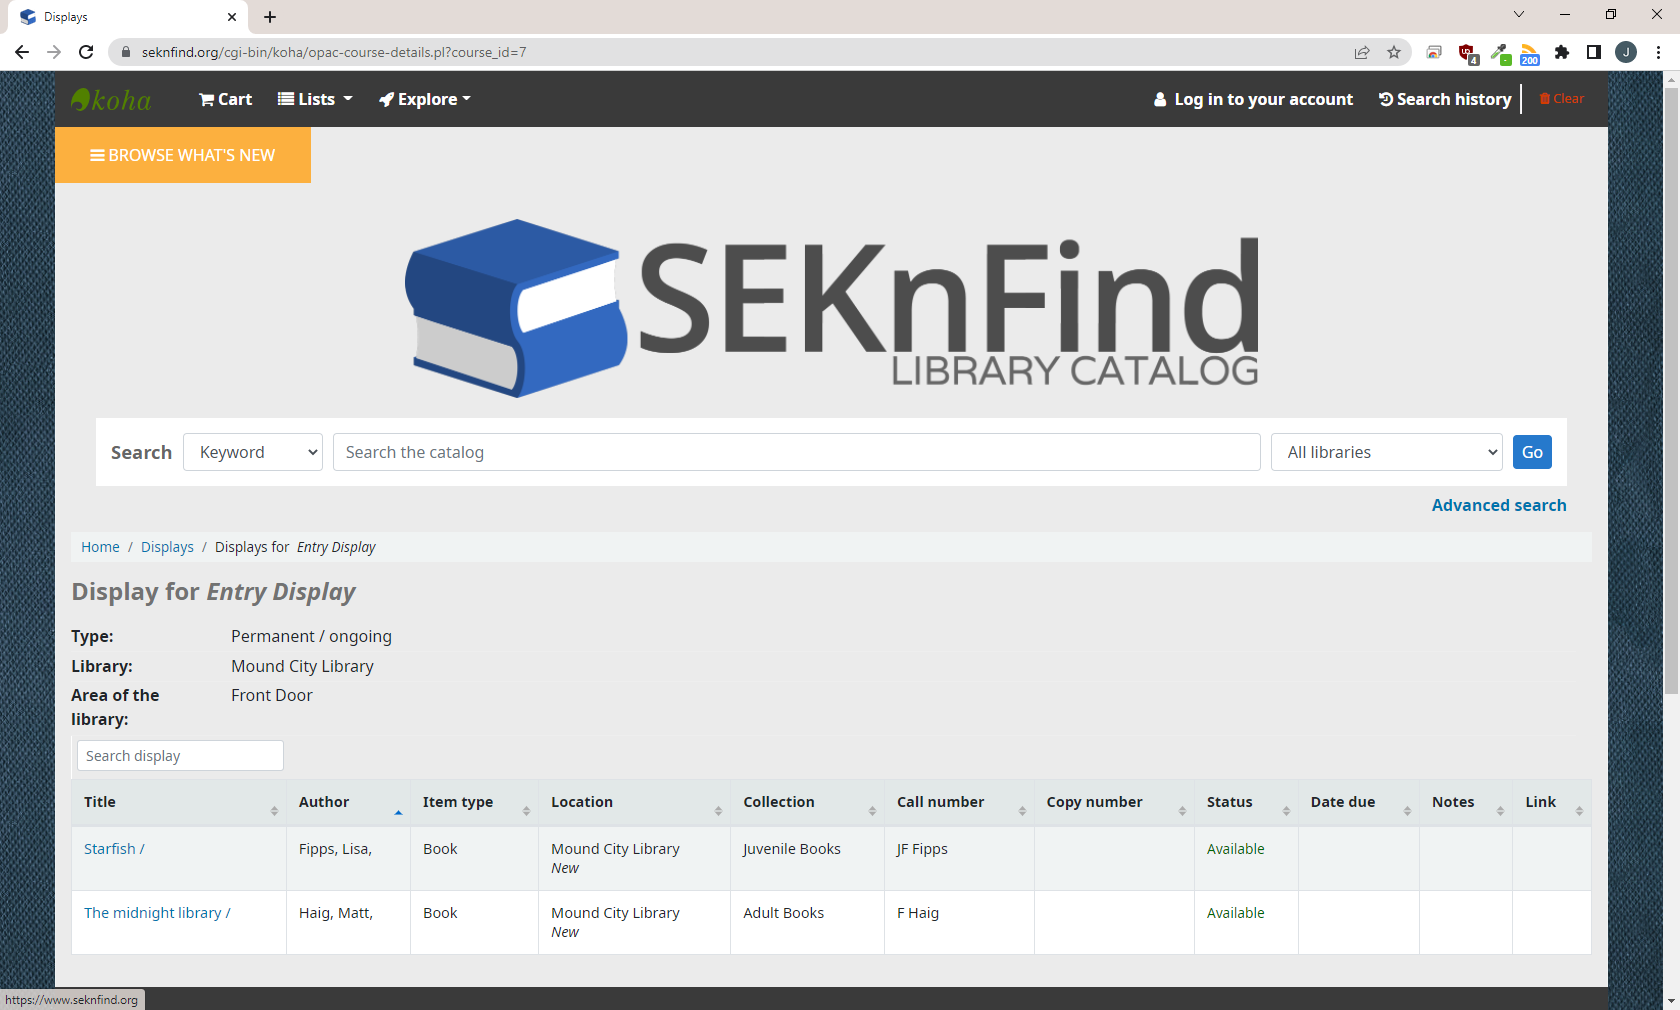 Displays
seknfind.org/cgi-bin/koha/opac-course-details.pl?course_id=7
4
-
200
J
koha
Cart
Lists
Explore
Log in to your account
Search history
Clear
BROWSE WHAT'S NEW
SEKnFind
LIBRARY CATALOG
Search
Keyword
Search the catalog
All libraries
Go
Advanced search
Home / Displays / Displays for Entry Display
Display for Entry Display
Type: Permanent / ongoing
Library: Mound City Library
Area of the library: Front Door
Search display
Title Author Item type Location Collection Call number Copy number Status Date due Notes Link
Starfish / Fipps, Lisa, Book Mound City Library Juvenile Books JF Fipps Available
New
The midnight library / Haig, Matt, Book Mound City Library Adult Books F Haig Available
New
https://www.seknfind.org